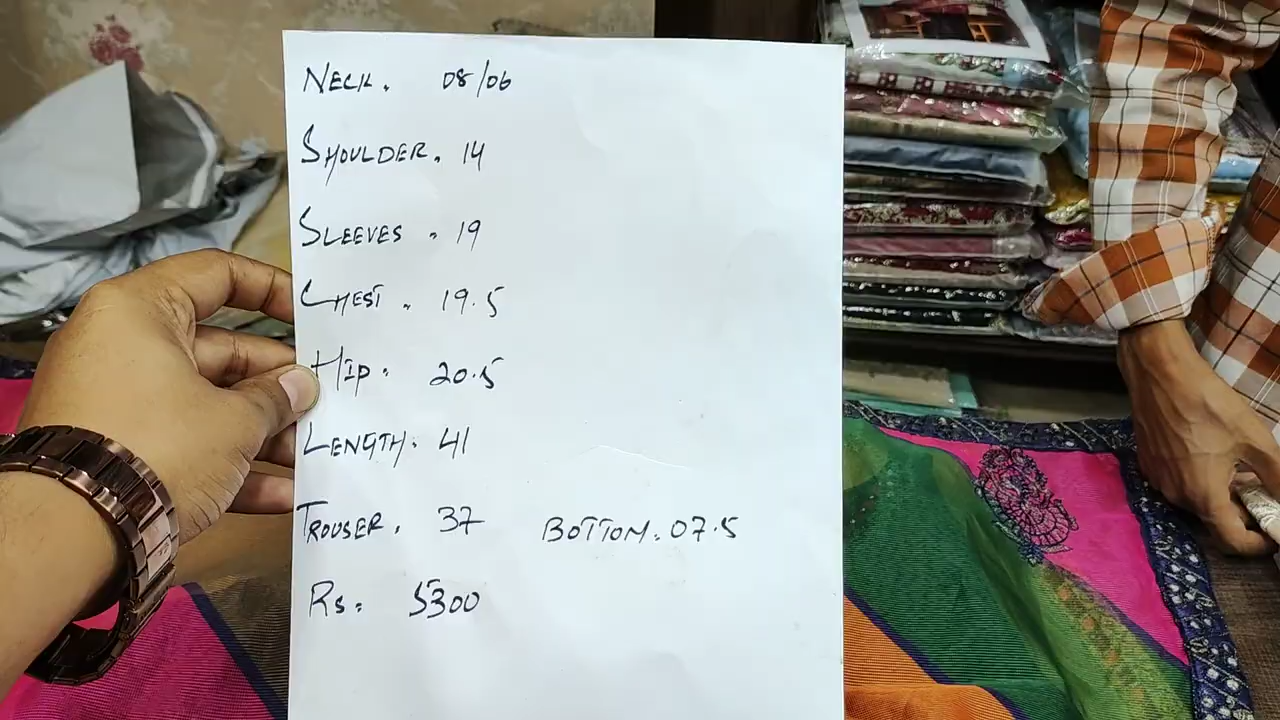 NECK. 08/06
SHOULDER. 14
SLEEVES. 19
CHEST. 19.5
HIP. 20.5
LENGTH. 41
TROUSER. 37 BOTTOM. 07.5
Rs. 5300